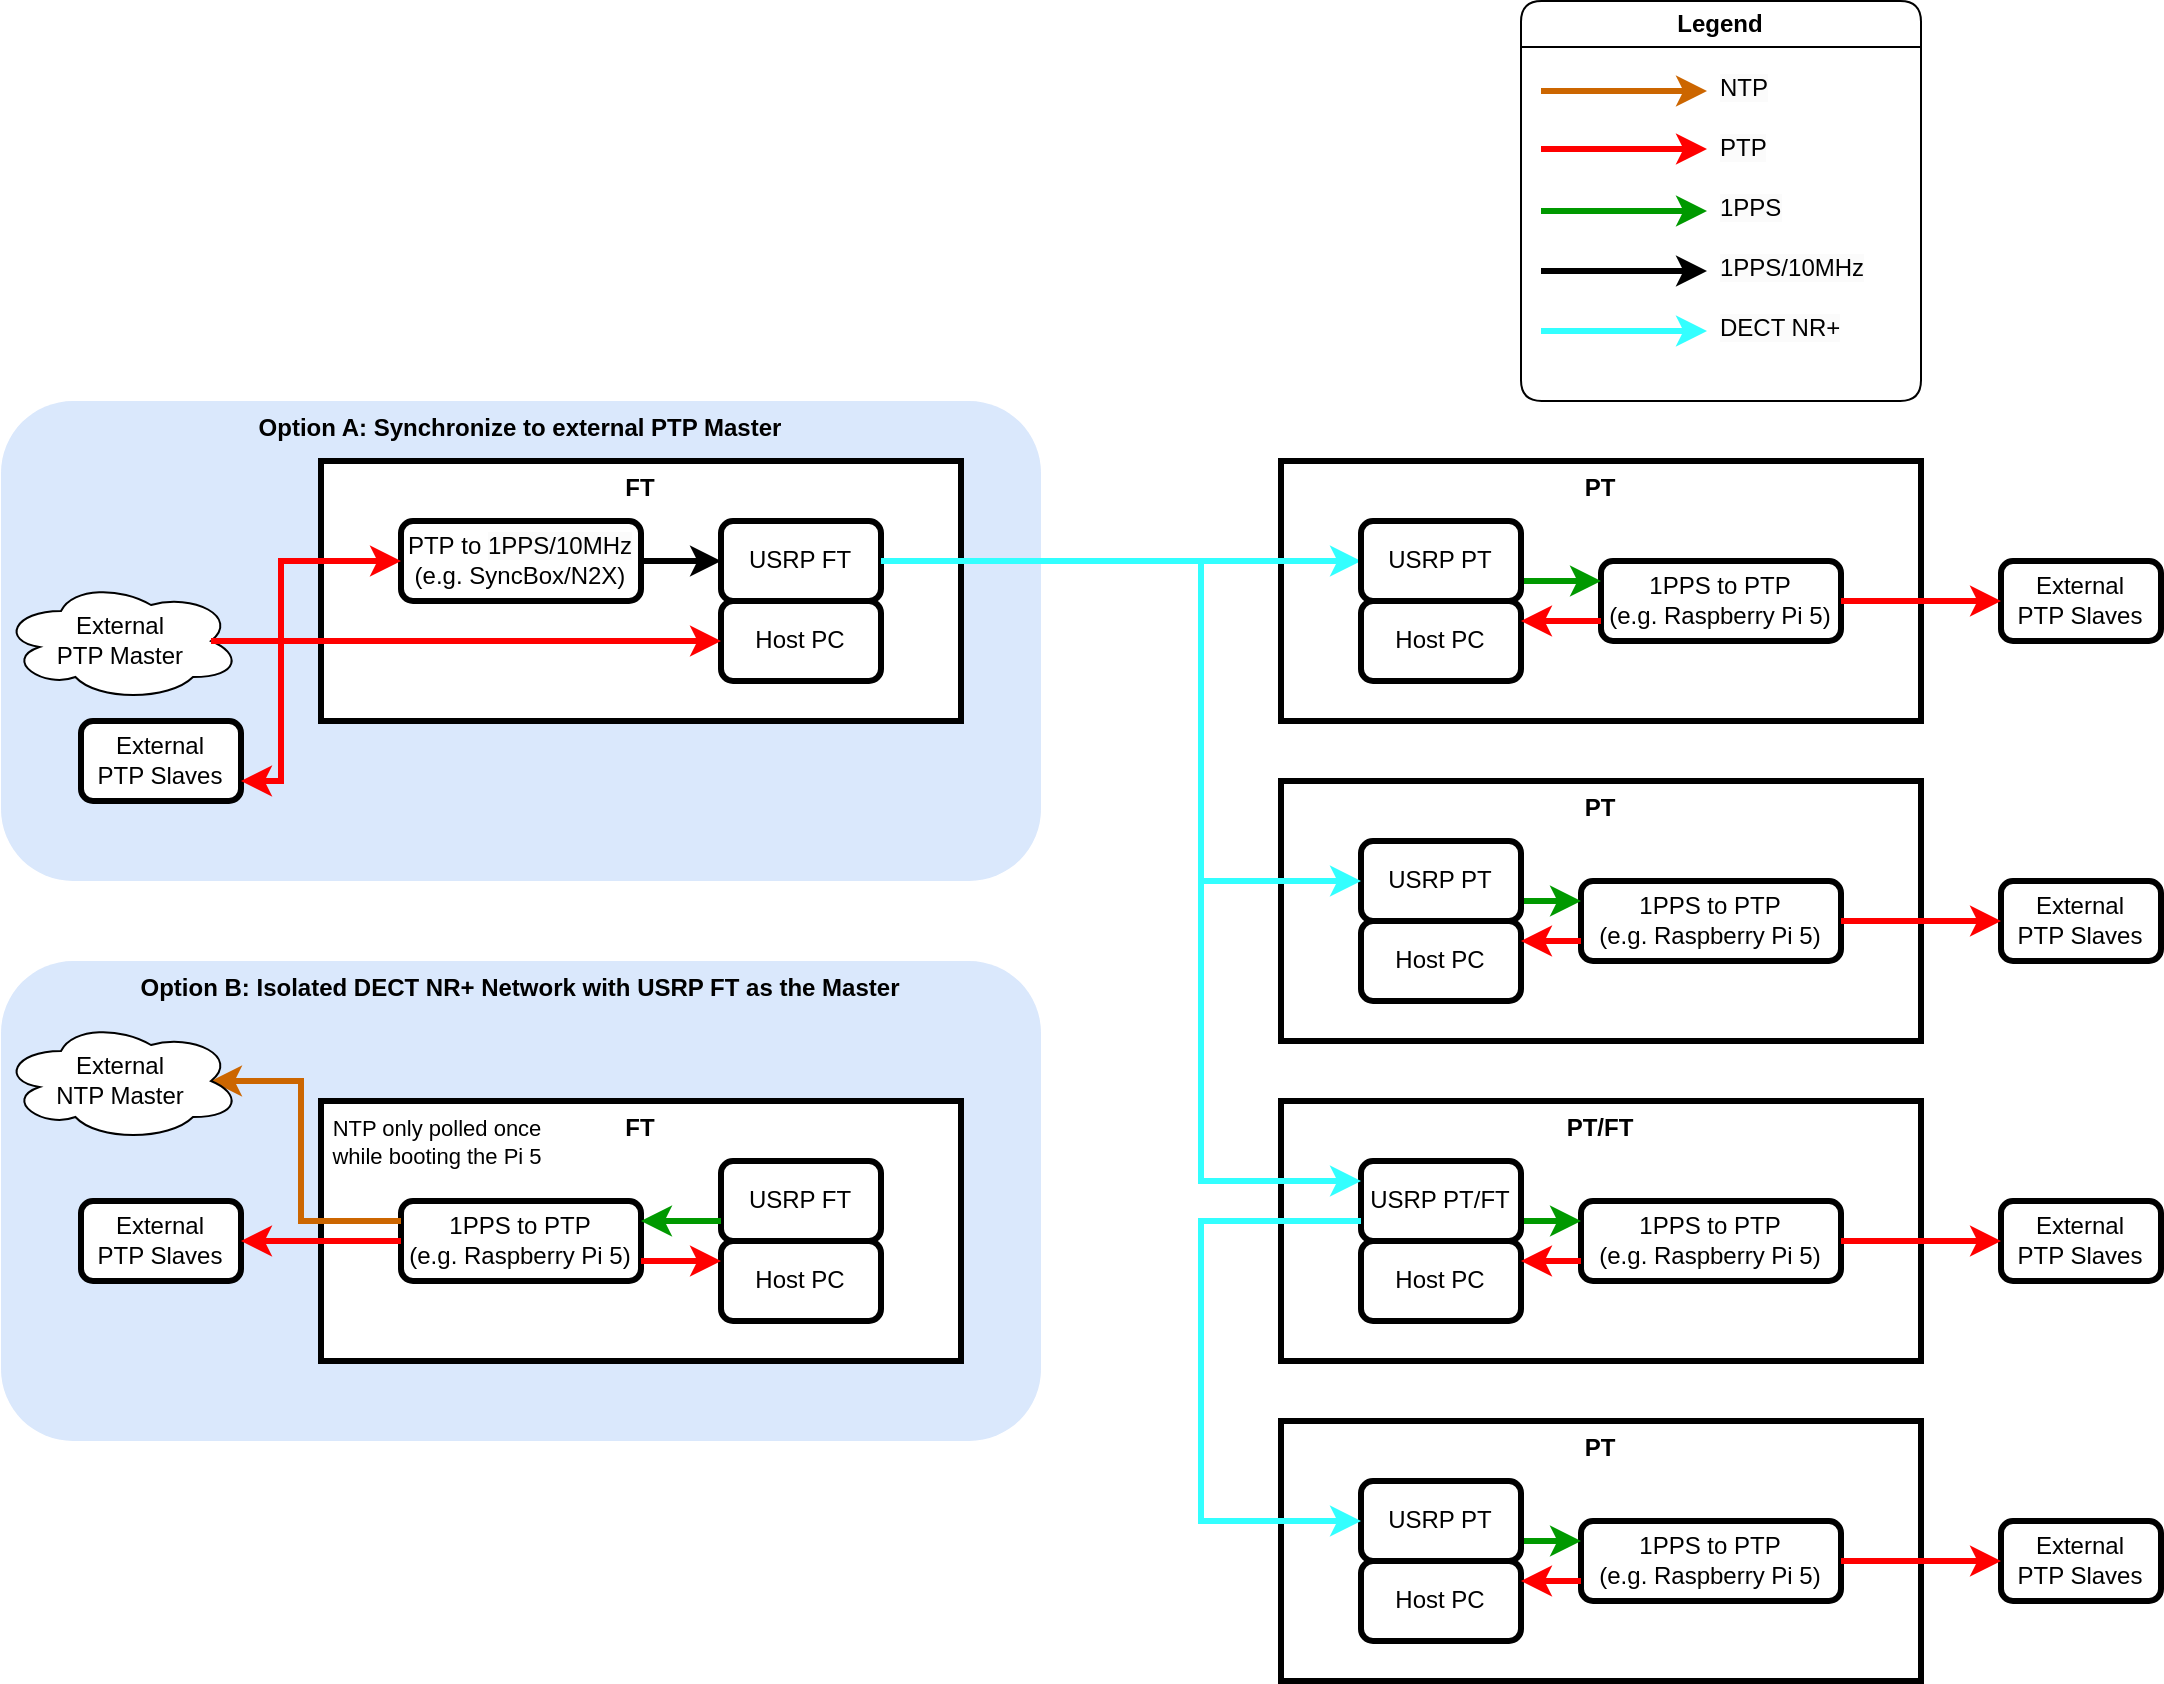 Legend
NTP
PTP
1PPS
1PPS/10MHz
DECT NR+
Option A: Synchronize to external PTP Master
FT
PTP to 1PPS/10MHz
(e.g. SyncBox/N2X)
USRP FT
Host PC
External
PTP Master
External
PTP Slaves
PT
USRP PT
Host PC
1PPS to PTP
(e.g. Raspberry Pi 5)
External
PTP Slaves
PT
USRP PT
Host PC
1PPS to PTP
(e.g. Raspberry Pi 5)
External
PTP Slaves
Option B: Isolated DECT NR+ Network with USRP FT as the Master
External
NTP Master
NTP only polled once
while booting the Pi 5
FT
USRP FT
Host PC
1PPS to PTP
(e.g. Raspberry Pi 5)
External
PTP Slaves
PT/FT
USRP PT/FT
Host PC
1PPS to PTP
(e.g. Raspberry Pi 5)
External
PTP Slaves
PT
USRP PT
Host PC
1PPS to PTP
(e.g. Raspberry Pi 5)
External
PTP Slaves